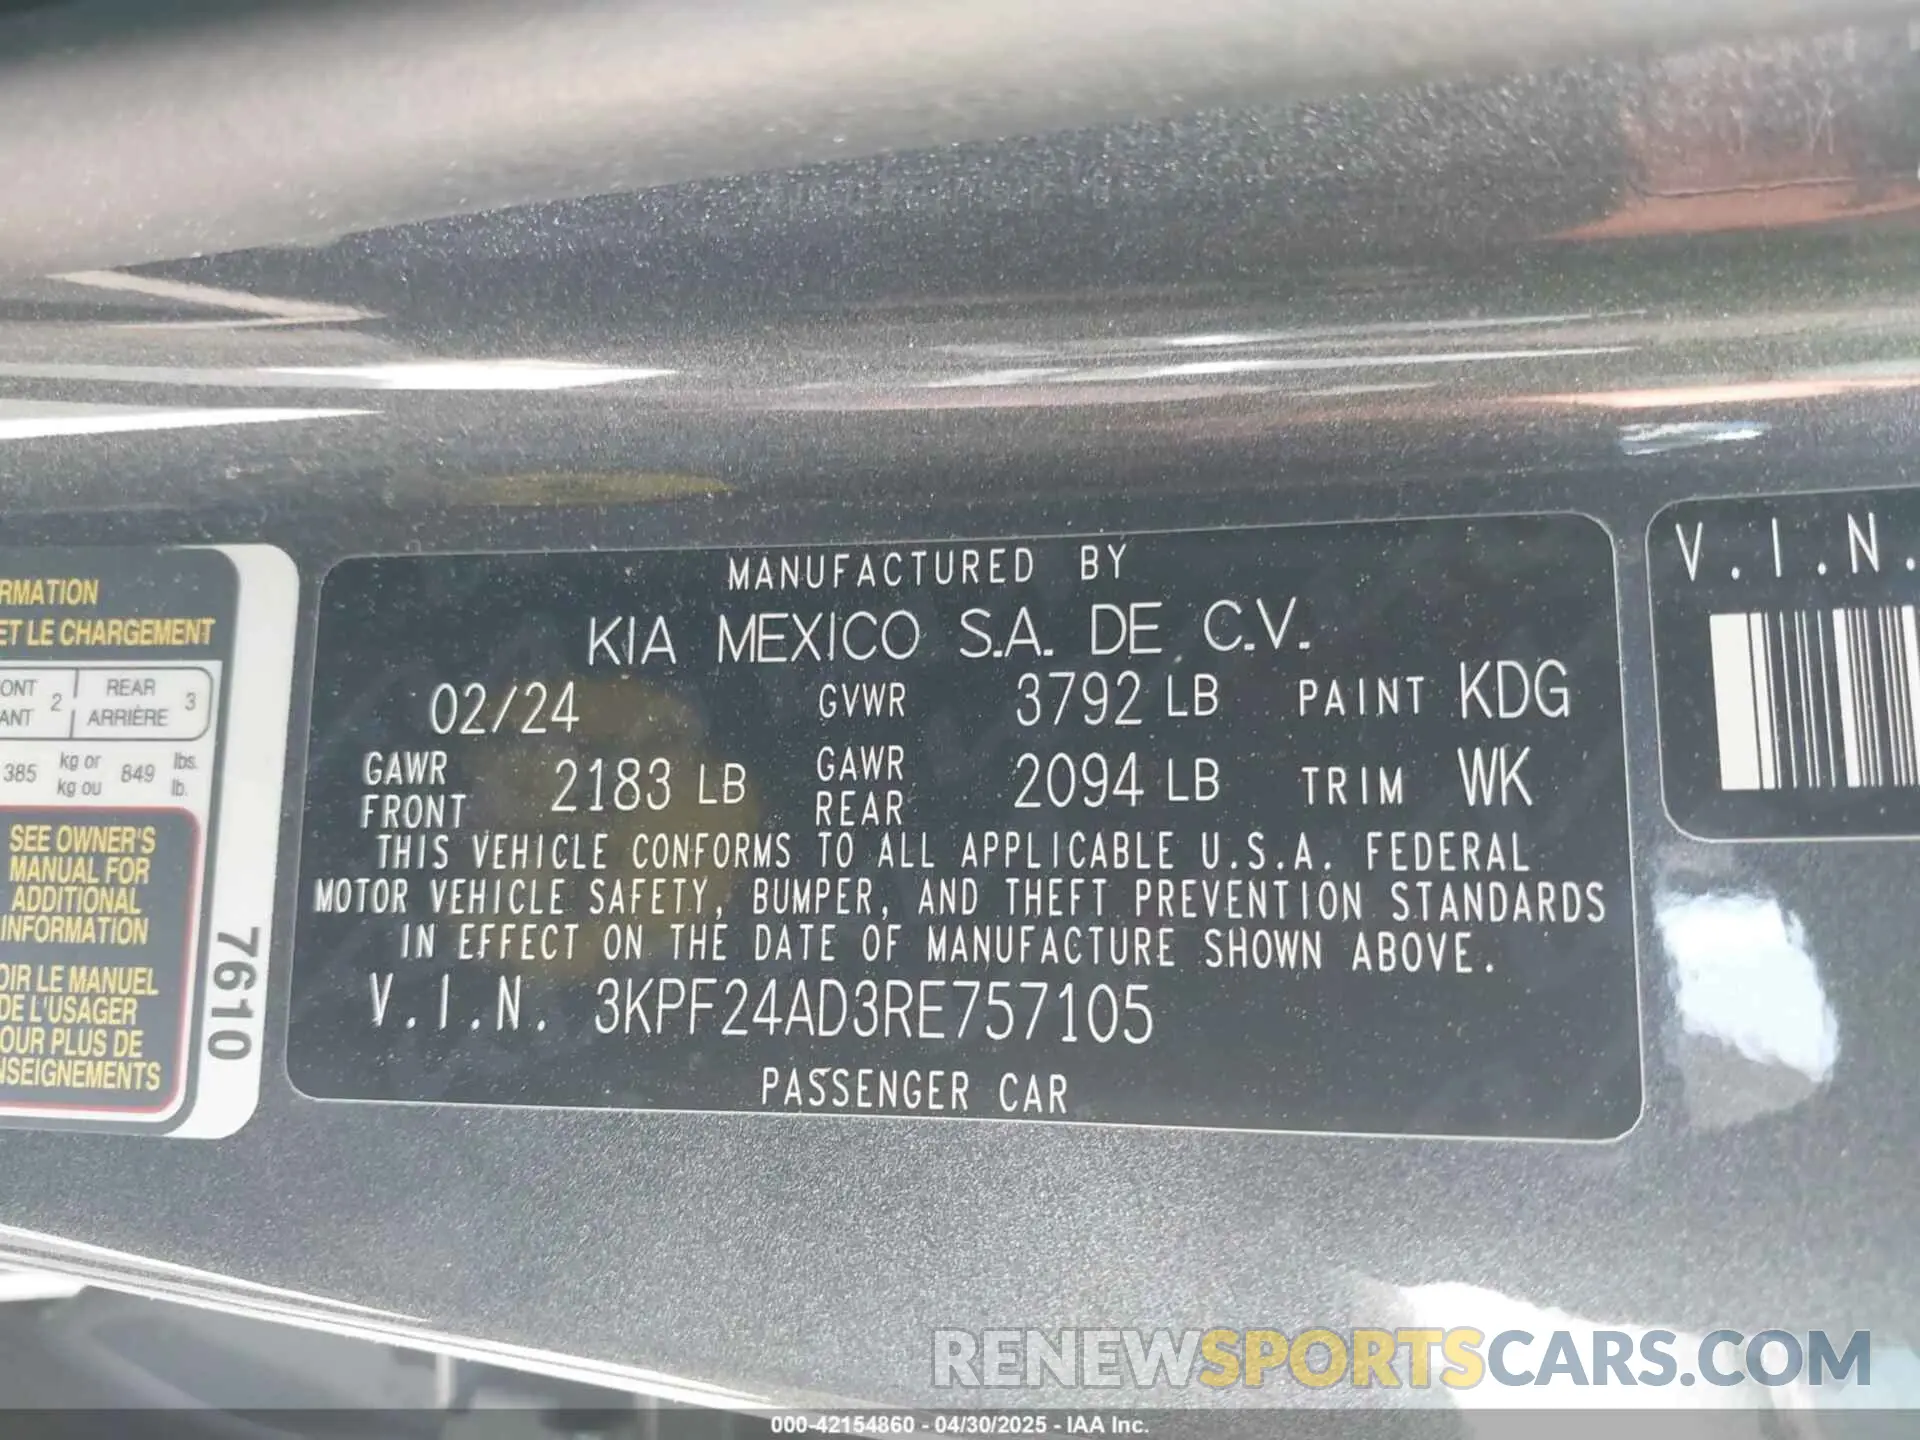 MANUFACTURED BY
KIA MEXICO S.A. DE C.V.
02/24 GVWR 3792 LB PAINT KDG
GAWR FRONT 2183 LB GAWR REAR 2094 LB TRIM WK
THIS VEHICLE CONFORMS TO ALL APPLICABLE U.S.A. FEDERAL
MOTOR VEHICLE SAFETY, BUMPER, AND THEFT PREVENTION STANDARDS
IN EFFECT ON THE DATE OF MANUFACTURE SHOWN ABOVE.
V.I.N. 3KPF24AD3RE757105
PASSENGER CAR
V.I.N.
RMATION
ET LE CHARGEMENT
ONT 2 REAR 3
ANT ARRIÈRE
385 kg or 849 lbs.
kg ou lb.
SEE OWNER'S
MANUAL FOR
ADDITIONAL
INFORMATION
OIR LE MANUEL
DE L'USAGER
OUR PLUS DE
NSEIGNEMENTS
7610
RENEWSPORTSCARS.COM
000-42154860 - 04/30/2025 - IAA Inc.